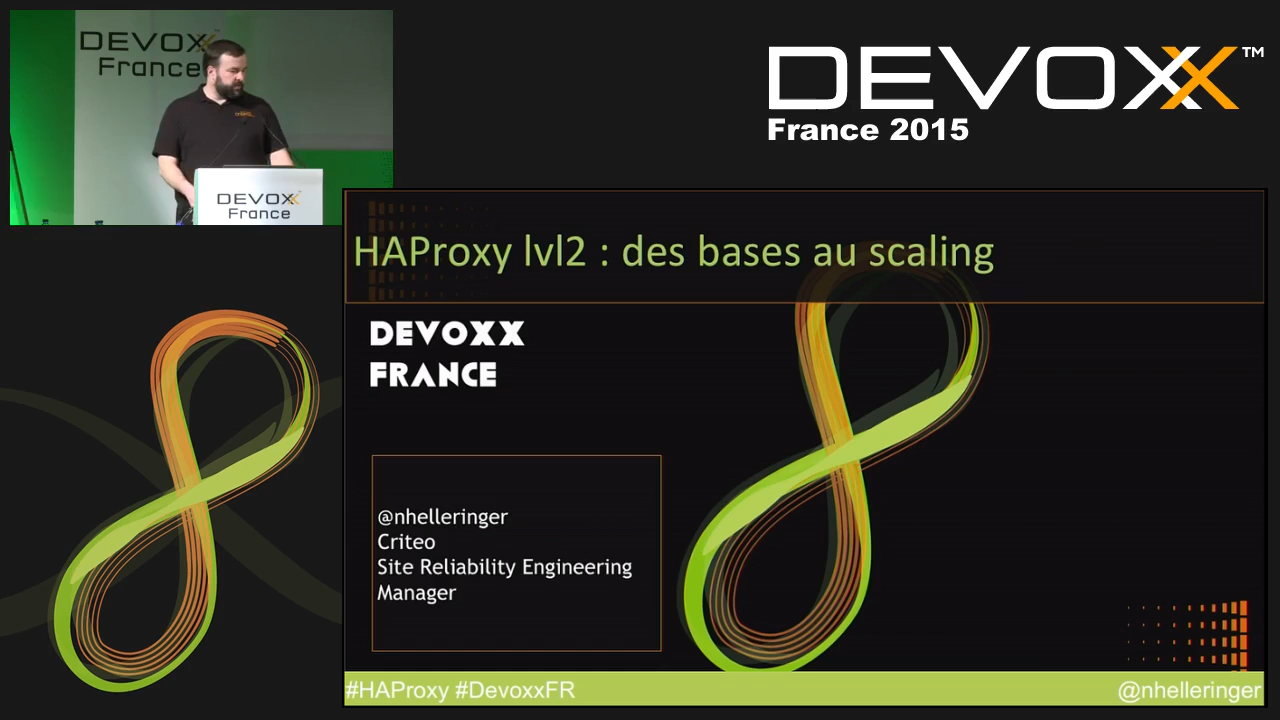 DEVOXX
France
DEVOXX
France
DEVOXX™
France 2015
HAProxy lvl2 : des bases au scaling
DEVOXX
FRANCE
@nhelleringer
Criteo
Site Reliability Engineering
Manager
#HAProxy #DevoxxFR
@nhelleringer